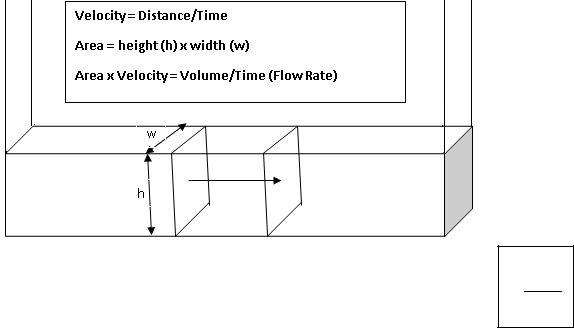 Velocity = Distance/Time
Area = height (h) x width (w)
Area x Velocity = Volume/Time (Flow Rate)
w
h